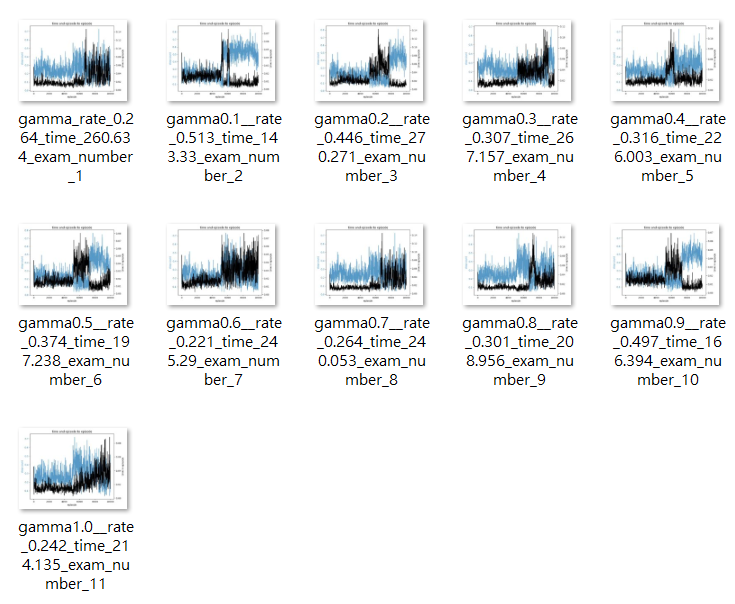 gamma_rate_0.2
64_time_260.63
4_exam_number
_1
gamma0.1__rate
_0.513_time_14
3.33_exam_num
ber_2
gamma0.2__rate
_0.446_time_27
0.271_exam_nu
mber_3
gamma0.3__rate
_0.307_time_26
7.157_exam_nu
mber_4
gamma0.4__rate
_0.316_time_22
6.003_exam_nu
mber_5
gamma0.5__rate
_0.374_time_19
7.238_exam_nu
mber_6
gamma0.6__rate
_0.221_time_24
5.29_exam_num
ber_7
gamma0.7__rate
_0.264_time_24
0.053_exam_nu
mber_8
gamma0.8__rate
_0.301_time_20
8.956_exam_nu
mber_9
gamma0.9__rate
_0.497_time_16
6.394_exam_nu
mber_10
gamma1.0__rate
_0.242_time_21
4.135_exam_nu
mber_11